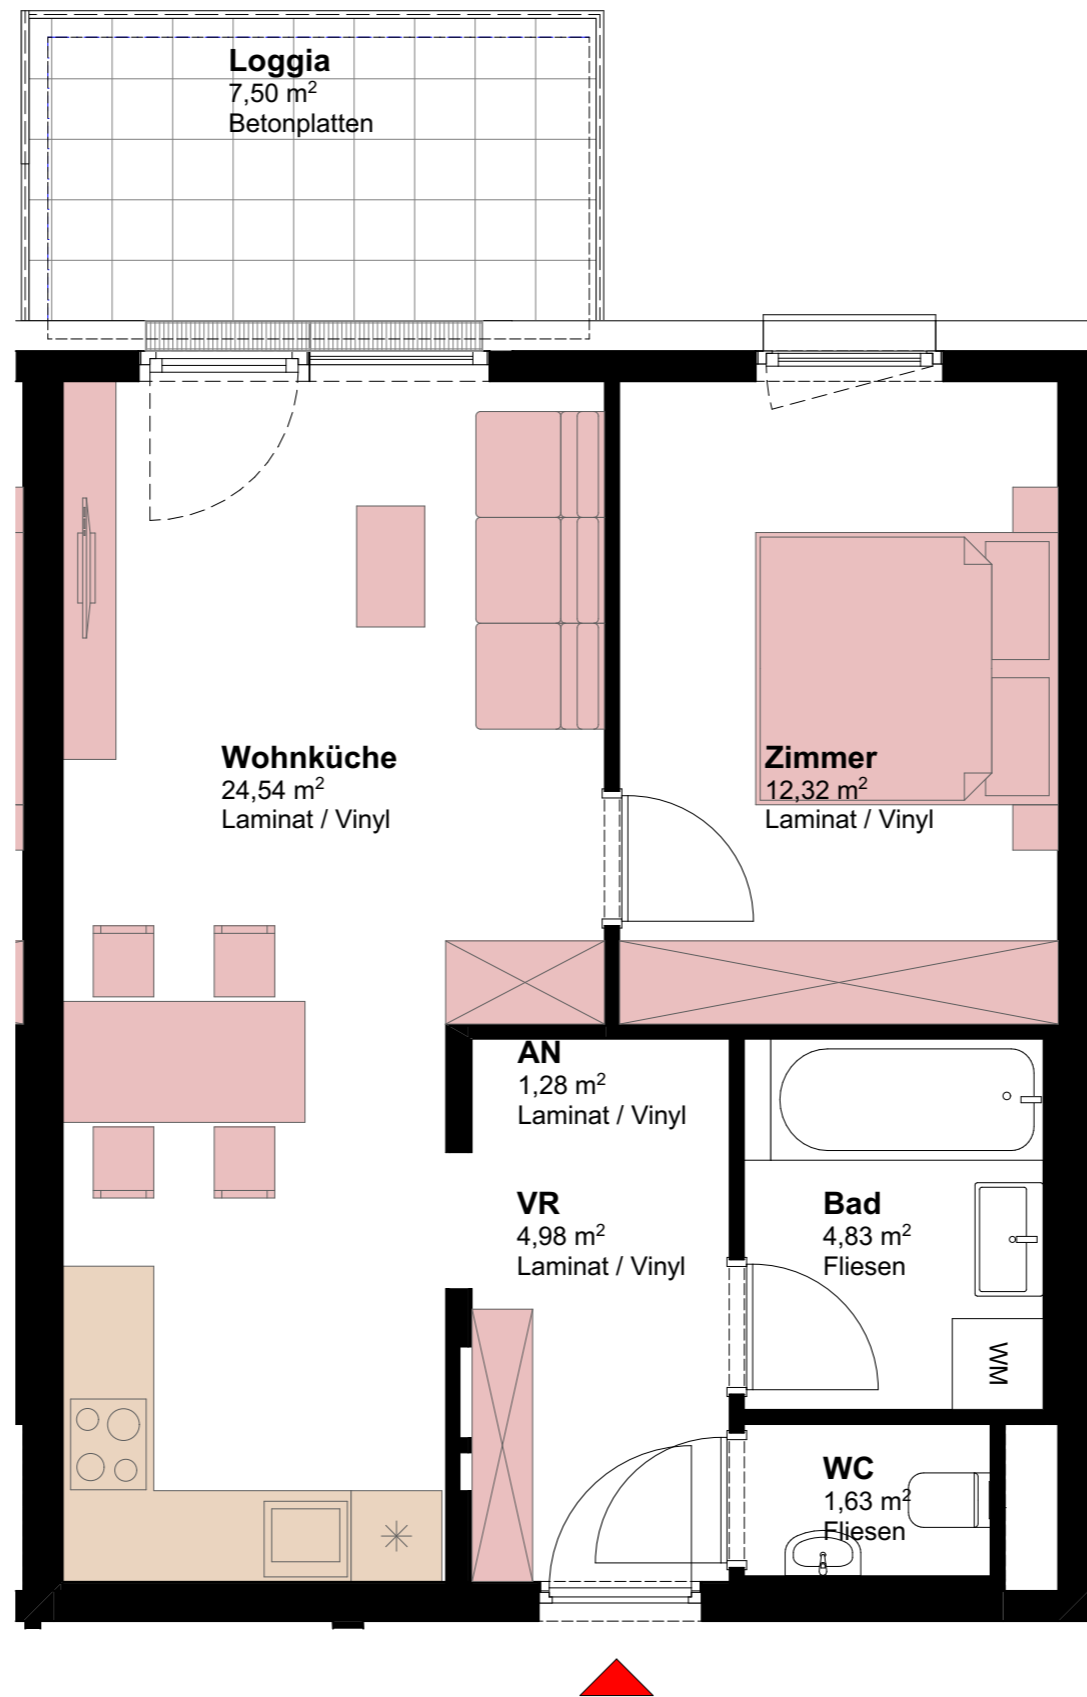 Loggia
7,50 m²
Betonplatten
Wohnküche
24,54 m²
Laminat / Vinyl
Zimmer
12,32 m²
Laminat / Vinyl
AN
1,28 m²
Laminat / Vinyl
VR
4,98 m²
Laminat / Vinyl
Bad
4,83 m²
Fliesen
WM
WC
1,63 m²
Fliesen